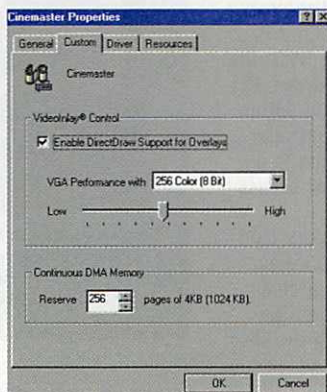 Cinemaster Properties
General Custom Driver Resources
Cinemaster
VideoInlay® Control
Enable DirectDraw Support for Overlays
VGA Performance with 256 Color (8 Bit)
Low High
Continuous DMA Memory
Reserve 256 pages of 4KB (1024 KB).
OK Cancel